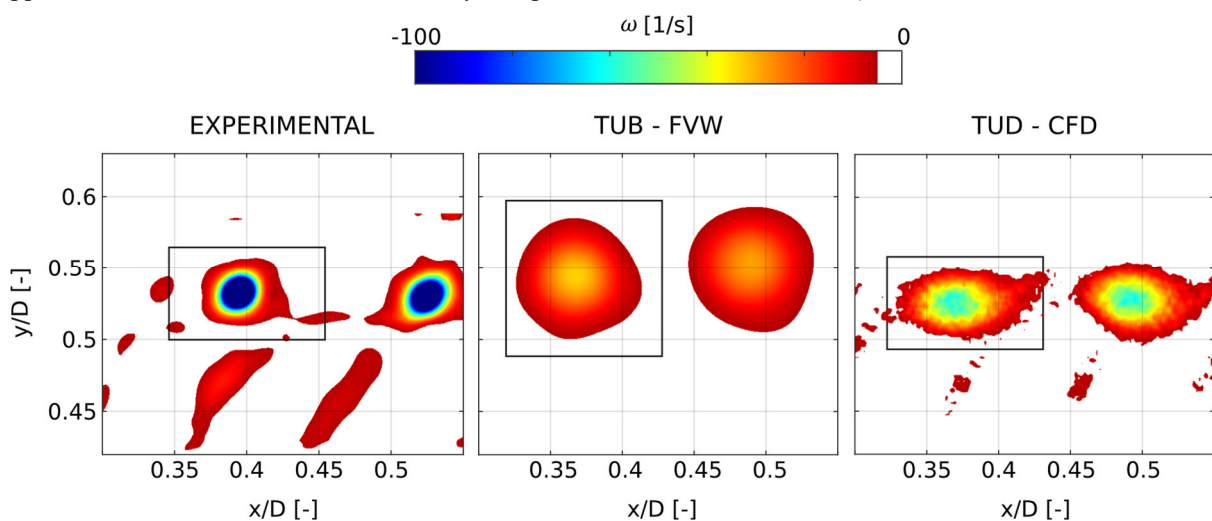 ω [1/s]
-100 0
EXPERIMENTAL TUB - FVW TUD - CFD
y/D [-]
0.6
0.55
0.5
0.45
0.35 0.4 0.45 0.5 0.35 0.4 0.45 0.5 0.35 0.4 0.45 0.5
x/D [-] x/D [-] x/D [-]